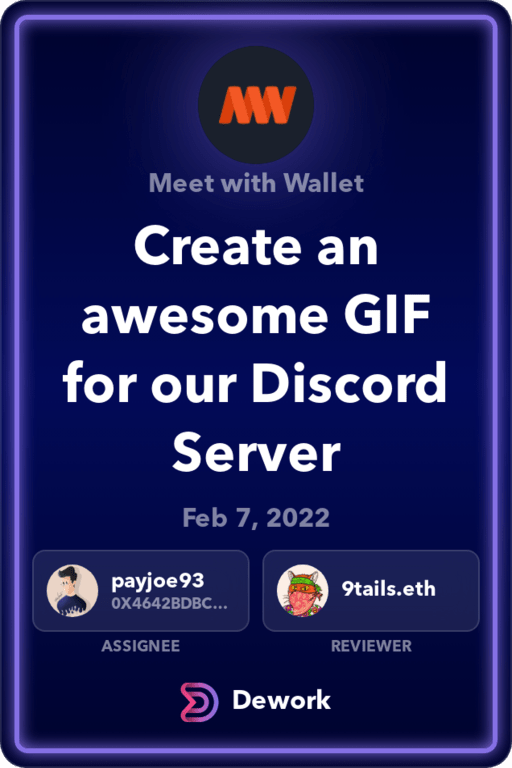 Meet with Wallet
Create an
awesome GIF
for our Discord
Server
Feb 7, 2022
payjoe93
0X4642BDBC...
ASSIGNEE
9tails.eth
REVIEWER
Dework